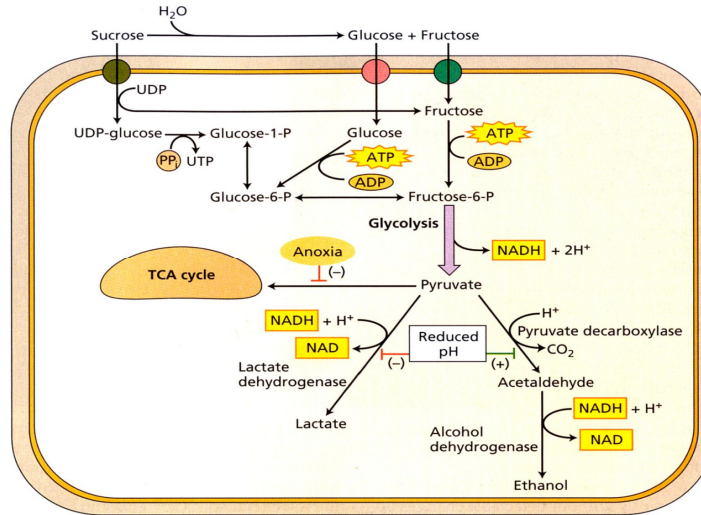 H₂O
Sucrose
Glucose + Fructose
UDP
Fructose
UDP-glucose
Glucose-1-P
Glucose
ATP
ATP
PPᵢ
UTP
ADP
ADP
Glucose-6-P
Fructose-6-P
Glycolysis
NADH + 2H⁺
Anoxia
(–)
TCA cycle
Pyruvate
NADH + H⁺
H⁺
Reduced
pH
Pyruvate decarboxylase
NAD
CO₂
(–)
(+)
Lactate
dehydrogenase
Acetaldehyde
Lactate
NADH + H⁺
Alcohol
dehydrogenase
NAD
Ethanol